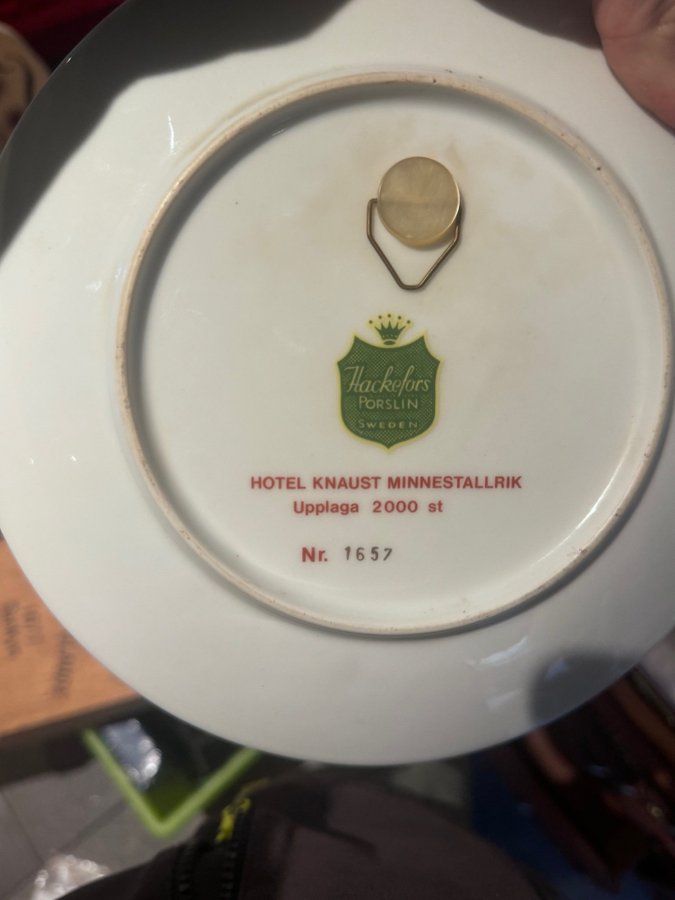 Hackefors
PORSLIN
SWEDEN
HOTEL KNAUST MINNESTALLRIK
Upplaga 2000 st
Nr. 1657